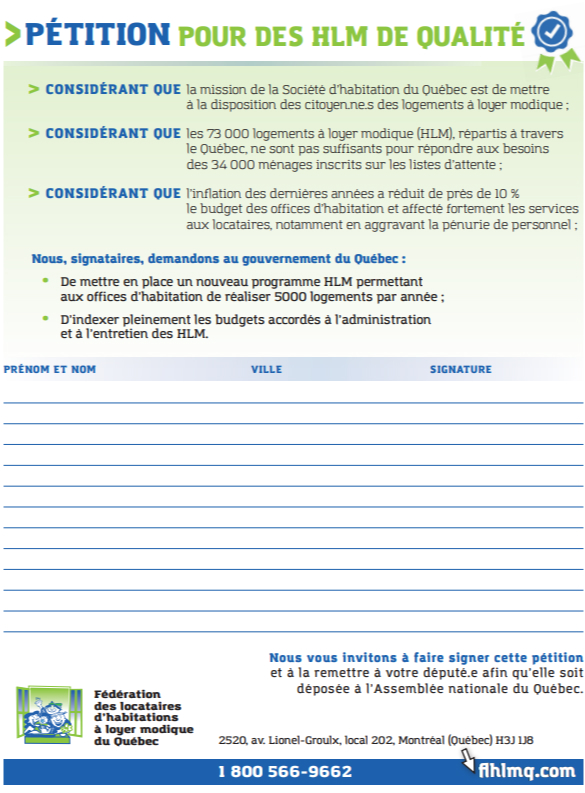 >PÉTITION POUR DES HLM DE QUALITÉ
> CONSIDÉRANT QUE la mission de la Société d'habitation du Québec est de mettre
à la disposition des citoyen.ne.s des logements à loyer modique ;
> CONSIDÉRANT QUE les 73 000 logements à loyer modique (HLM), répartis à travers
le Québec, ne sont pas suffisants pour répondre aux besoins
des 34 000 ménages inscrits sur les listes d'attente ;
> CONSIDÉRANT QUE l'inflation des dernières années a réduit de près de 10 %
le budget des offices d'habitation et affecté fortement les services
aux locataires, notamment en aggravant la pénurie de personnel ;
Nous, signataires, demandons au gouvernement du Québec :
• De mettre en place un nouveau programme HLM permettant
aux offices d'habitation de réaliser 5000 logements par année ;
• D'indexer pleinement les budgets accordés à l'administration
et à l'entretien des HLM.
PRÉNOM ET NOM VILLE SIGNATURE
Nous vous invitons à faire signer cette pétition
et à la remettre à votre député.e afin qu'elle soit
déposée à l'Assemblée nationale du Québec.
Fédération
des locataires
d'habitations
à loyer modique
du Québec
2520, av. Lionel-Groulx, local 202, Montréal (Québec) H3J 1J8
1 800 566-9662
flhlmq.com